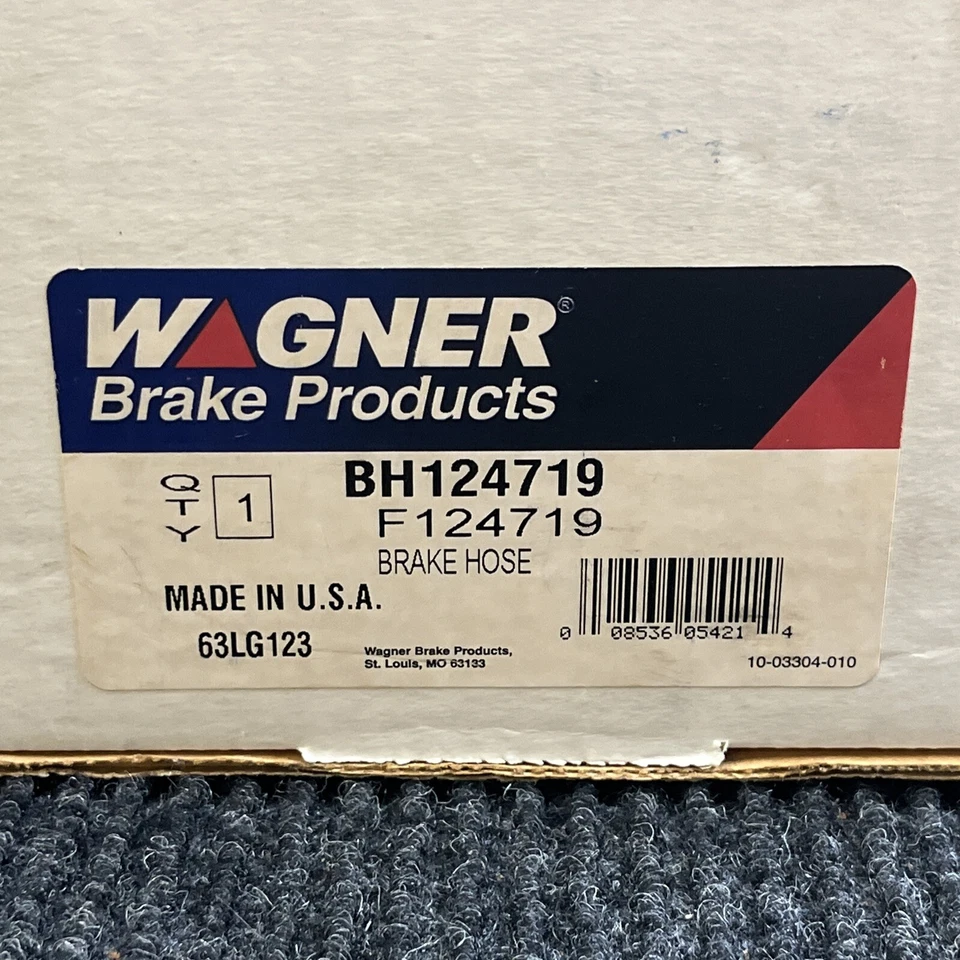 WAGNER®
Brake Products
QTY 1
BH124719
F124719
BRAKE HOSE
MADE IN U.S.A.
63LG123
Wagner Brake Products,
St. Louis, MO 63133
0 08536 05421 4
10-03304-010